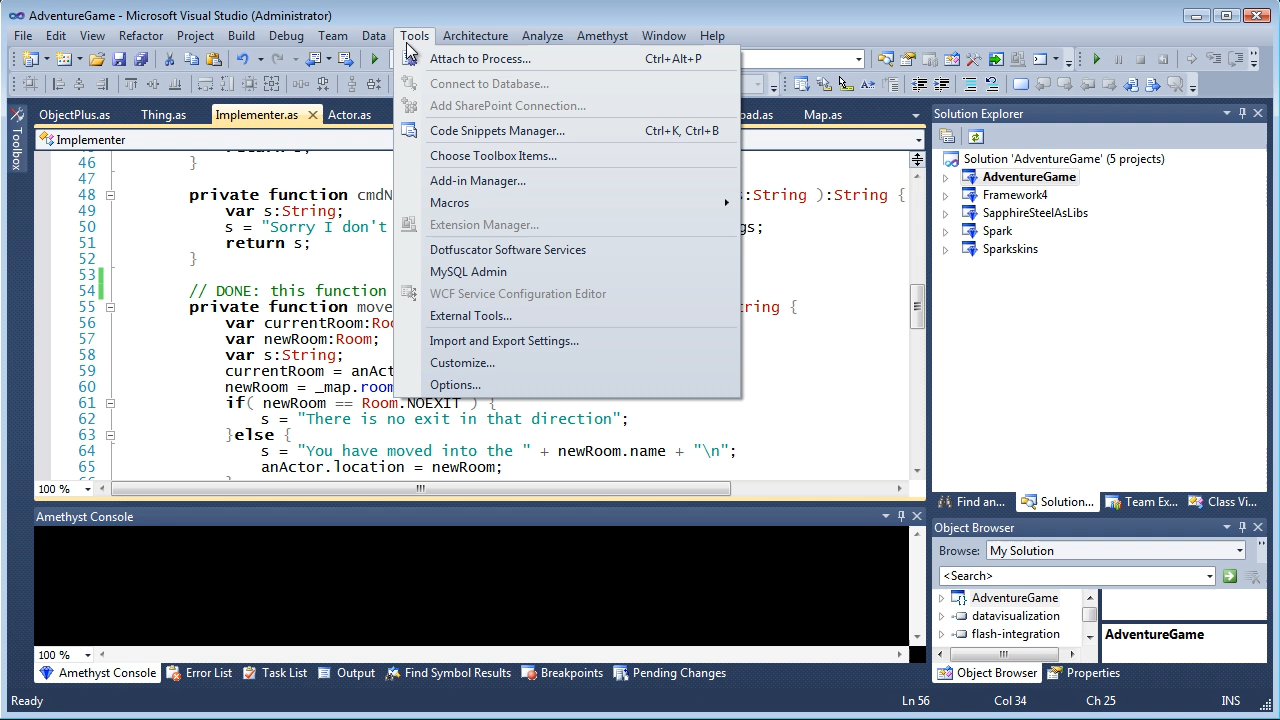 AdventureGame - Microsoft Visual Studio (Administrator)
File Edit View Refactor Project Build Debug Team Data Tools Architecture Analyze Amethyst Window Help
Attach to Process... Ctrl+Alt+P
Connect to Database...
Add SharePoint Connection...
Code Snippets Manager... Ctrl+K, Ctrl+B
Choose Toolbox Items...
Add-in Manager...
Macros
Extension Manager...
Dotfuscator Software Services
MySQL Admin
WCF Service Configuration Editor
External Tools...
Import and Export Settings...
Customize...
Options...
Toolbox
ObjectPlus.as Thing.as Implementer.as Actor.as Map.as
Implementer
46 }
47
48 private function cmdN :String ):String {
49 var s:String;
50 s = "Sorry I don't gs;
51 return s;
52 }
53
54 // DONE: this function
55 private function move ring {
56 var currentRoom:Roo
57 var newRoom:Room;
58 var s:String;
59 currentRoom = anAct
60 newRoom = _map.room
61 if( newRoom == Room.NOEXIT ) {
62 s = "There is no exit in that direction";
63 }else {
64 s = "You have moved into the " + newRoom.name + "\n";
65 anActor.location = newRoom;
100 %
Solution Explorer
Solution 'AdventureGame' (5 projects)
AdventureGame
Framework4
SapphireSteelAsLibs
Spark
Sparkskins
Find an... Solution... Team Ex... Class Vi...
Amethyst Console
100 %
Object Browser
Browse: My Solution
<Search>
AdventureGame
datavisualization
flash-integration
AdventureGame
Amethyst Console Error List Task List Output Find Symbol Results Breakpoints Pending Changes
Object Browser Properties
Ready Ln 56 Col 34 Ch 25 INS